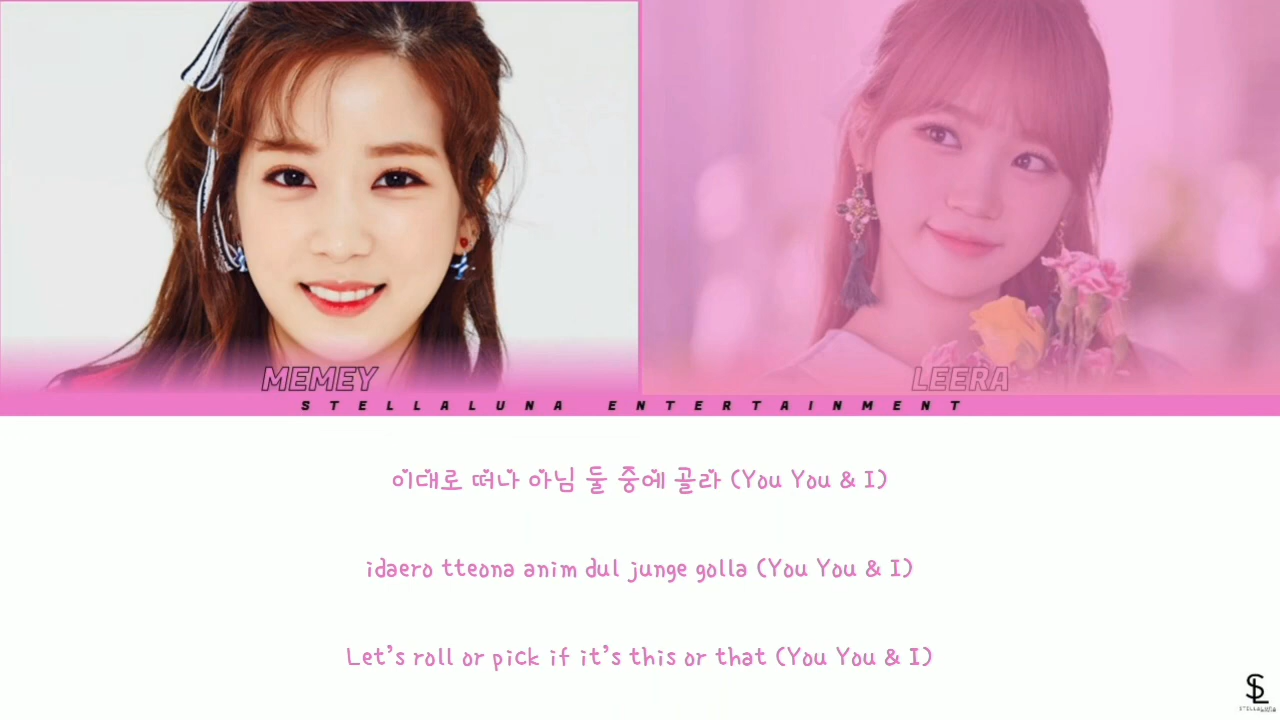 MEMEY
LEERA
STELLALUNA ENTERTAINMENT
이대로 떠나 아님 둘 중에 골라 (You You & I)
idaero tteona anim dul junge golla (You You & I)
Let's roll or pick if it's this or that (You You & I)
SL